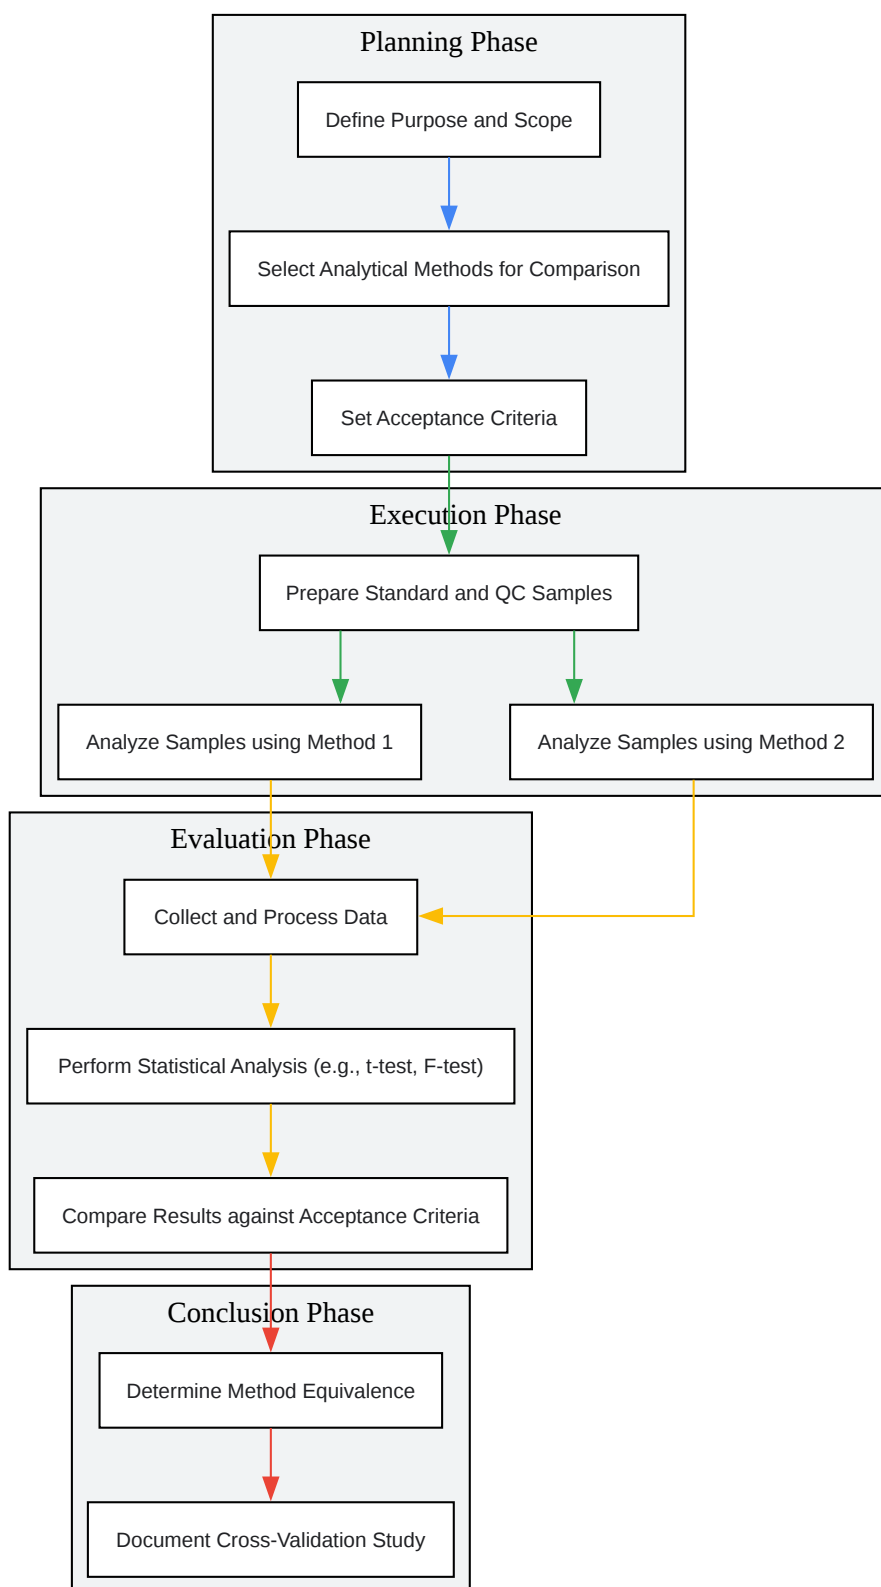 Planning Phase
Define Purpose and Scope
Select Analytical Methods for Comparison
Set Acceptance Criteria
Execution Phase
Prepare Standard and QC Samples
Analyze Samples using Method 1
Analyze Samples using Method 2
Evaluation Phase
Collect and Process Data
Perform Statistical Analysis (e.g., t-test, F-test)
Compare Results against Acceptance Criteria
Conclusion Phase
Determine Method Equivalence
Document Cross-Validation Study